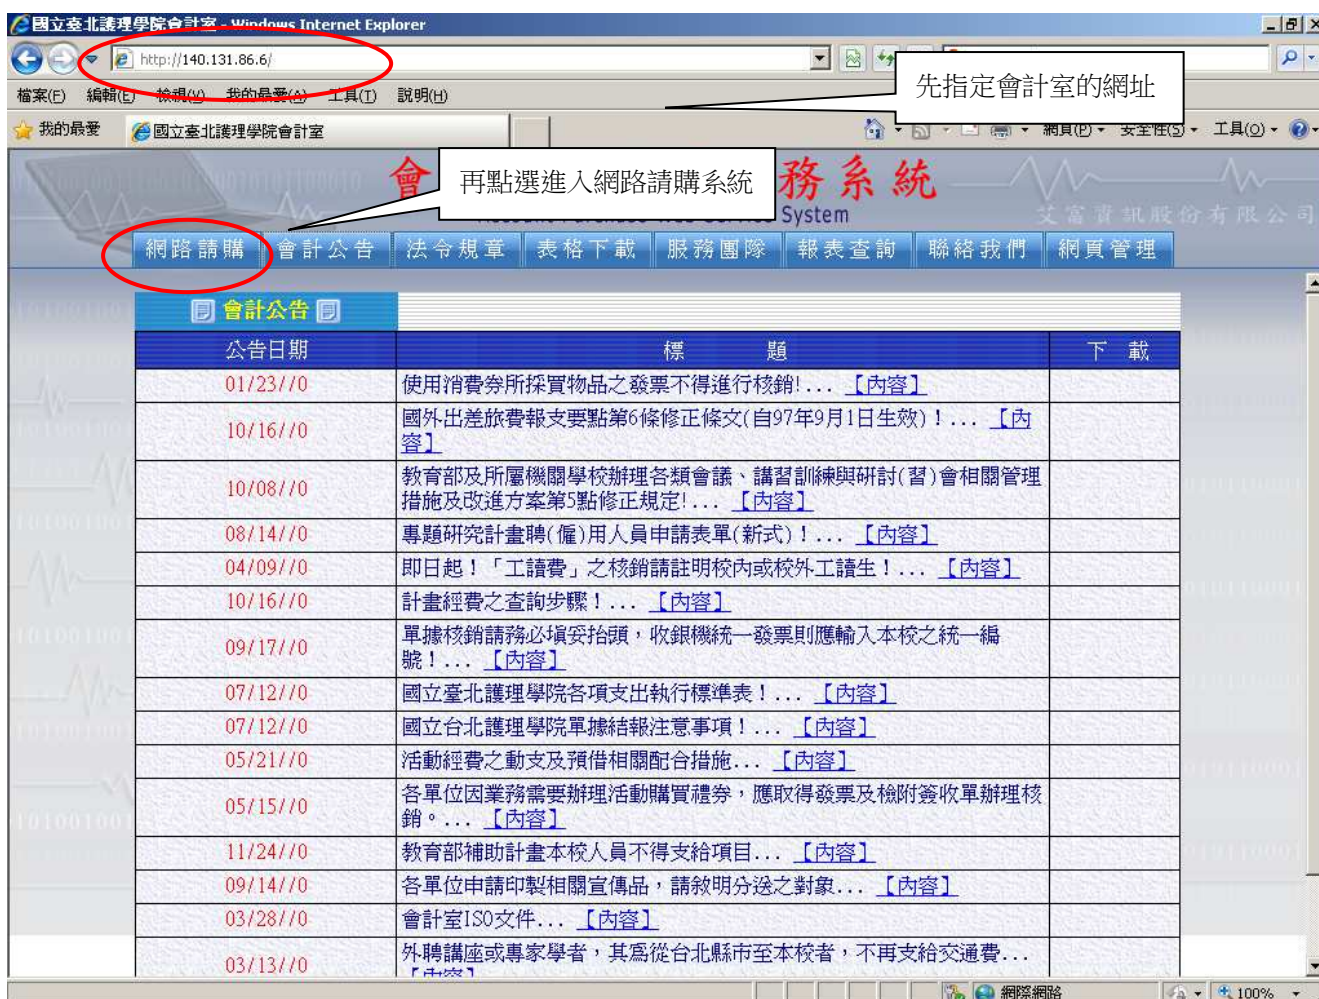 國立臺北護理學院會計室 - Windows Internet Explorer
http://140.131.86.6/
先指定會計室的網址
檔案(F) 編輯(E) 檢視(V) 我的最愛(A) 工具(T) 說明(H)
我的最愛 國立臺北護理學院會計室 網頁(P) 安全性(S) 工具(O)
再點選進入網路請購系統
會 務系統
System
艾富資訊股份有限公司
網路請購 會計公告 法令規章 表格下載 服務團隊 報表查詢 聯絡我們 網頁管理
會計公告
公告日期 標 題 下 載
01/23//0 使用消費券所採買物品之發票不得進行核銷!... 【內容】
10/16//0 國外出差旅費報支要點第6條修正條文(自97年9月1日生效)！... 【內
容】
10/08//0 教育部及所屬機關學校辦理各類會議、講習訓練與研討(習)會相關管理
措施及改進方案第5點修正規定!... 【內容】
08/14//0 專題研究計畫聘(僱)用人員申請表單(新式)！... 【內容】
04/09//0 即日起！「工讀費」之核銷請註明校內或校外工讀生！... 【內容】
10/16//0 計畫經費之查詢步驟！... 【內容】
09/17//0 單據核銷請務必填妥抬頭，收銀機統一發票則應輸入本校之統一編
號！... 【內容】
07/12//0 國立臺北護理學院各項支出執行標準表！... 【內容】
07/12//0 國立台北護理學院單據結報注意事項！... 【內容】
05/21//0 活動經費之動支及預借相關配合措施... 【內容】
05/15//0 各單位因業務需要辦理活動購買禮券，應取得發票及檢附簽收單辦理核
銷。... 【內容】
11/24//0 教育部補助計畫本校人員不得支給項目... 【內容】
09/14//0 各單位申請印製相關宣傳品，請敘明分送之對象... 【內容】
03/28//0 會計室ISO文件... 【內容】
03/13//0 外聘講座或專家學者，其為從台北縣市至本校者，不再支給交通費...
【內容】
網際網路 100%